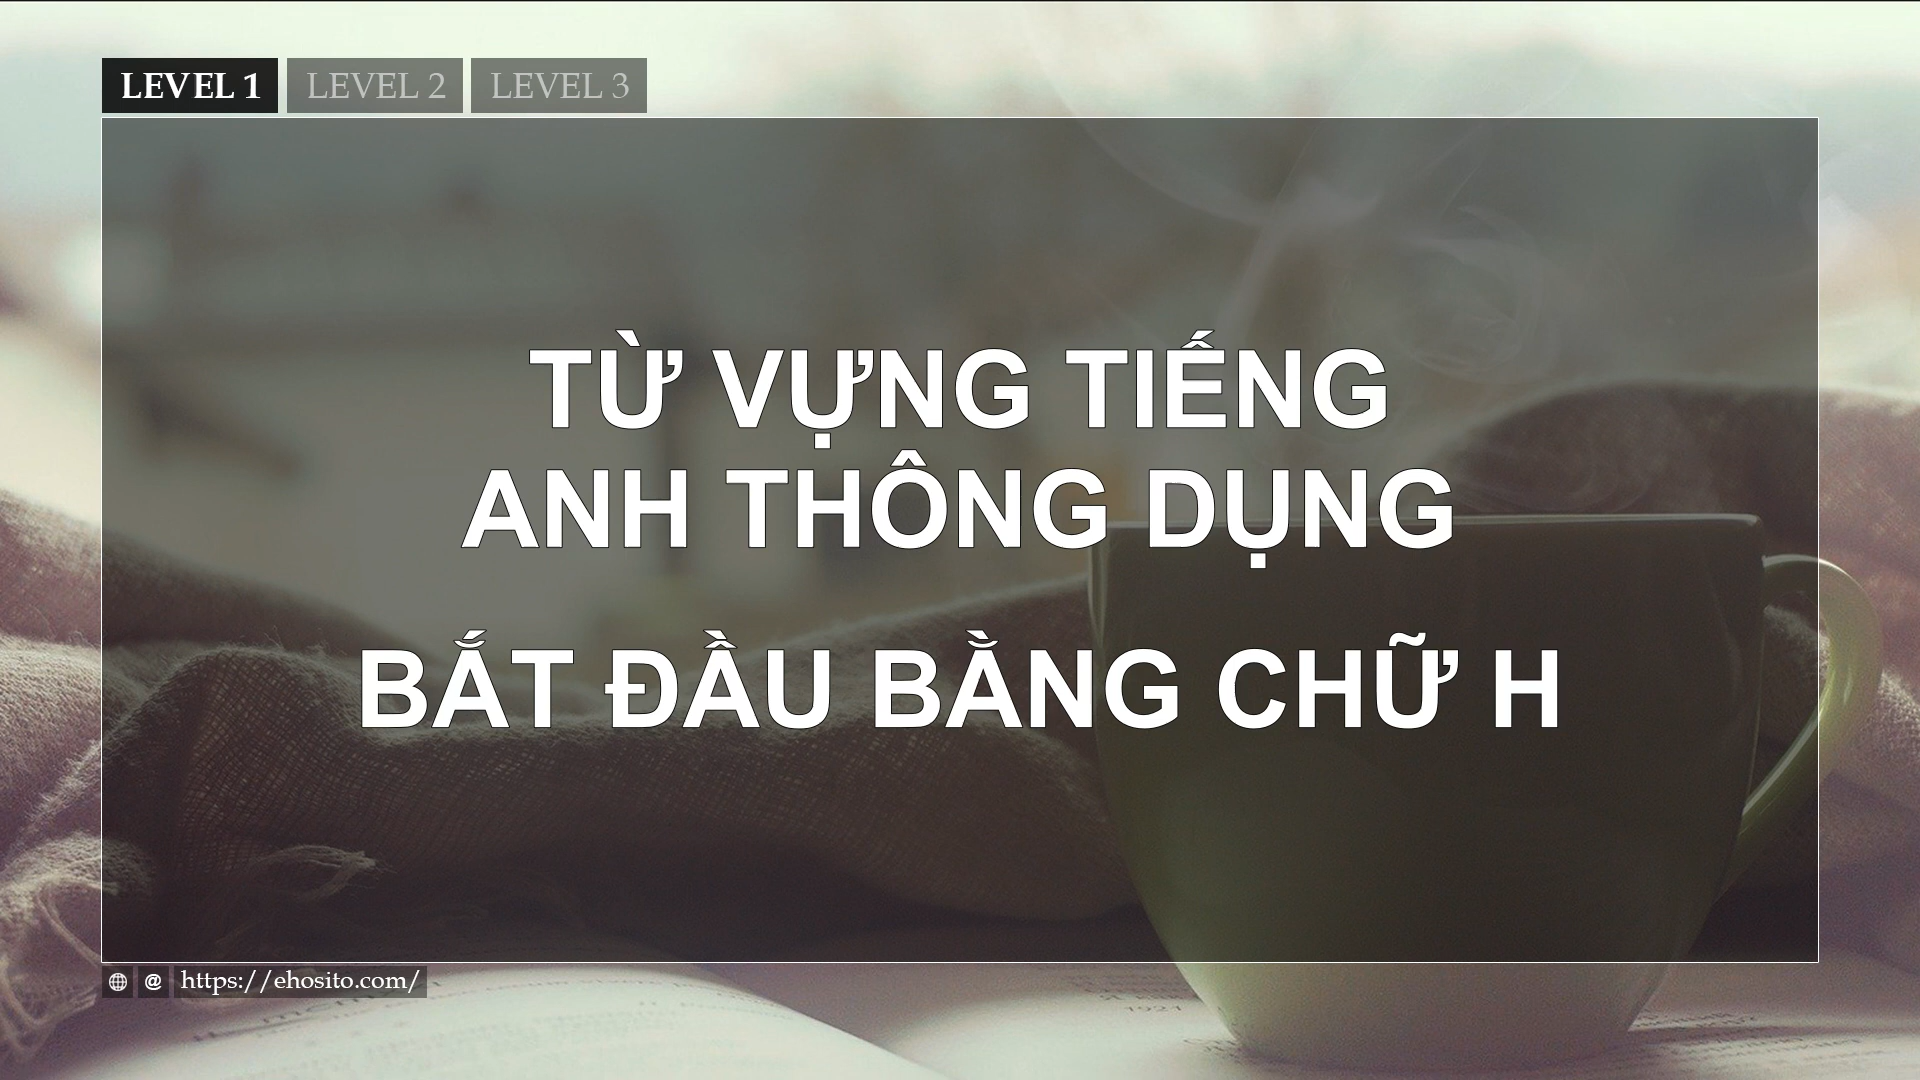 LEVEL 1 LEVEL 2 LEVEL 3
TỪ VỰNG TIẾNG
ANH THÔNG DỤNG
BẮT ĐẦU BẰNG CHỮ H
@ https://ehosito.com/
1921